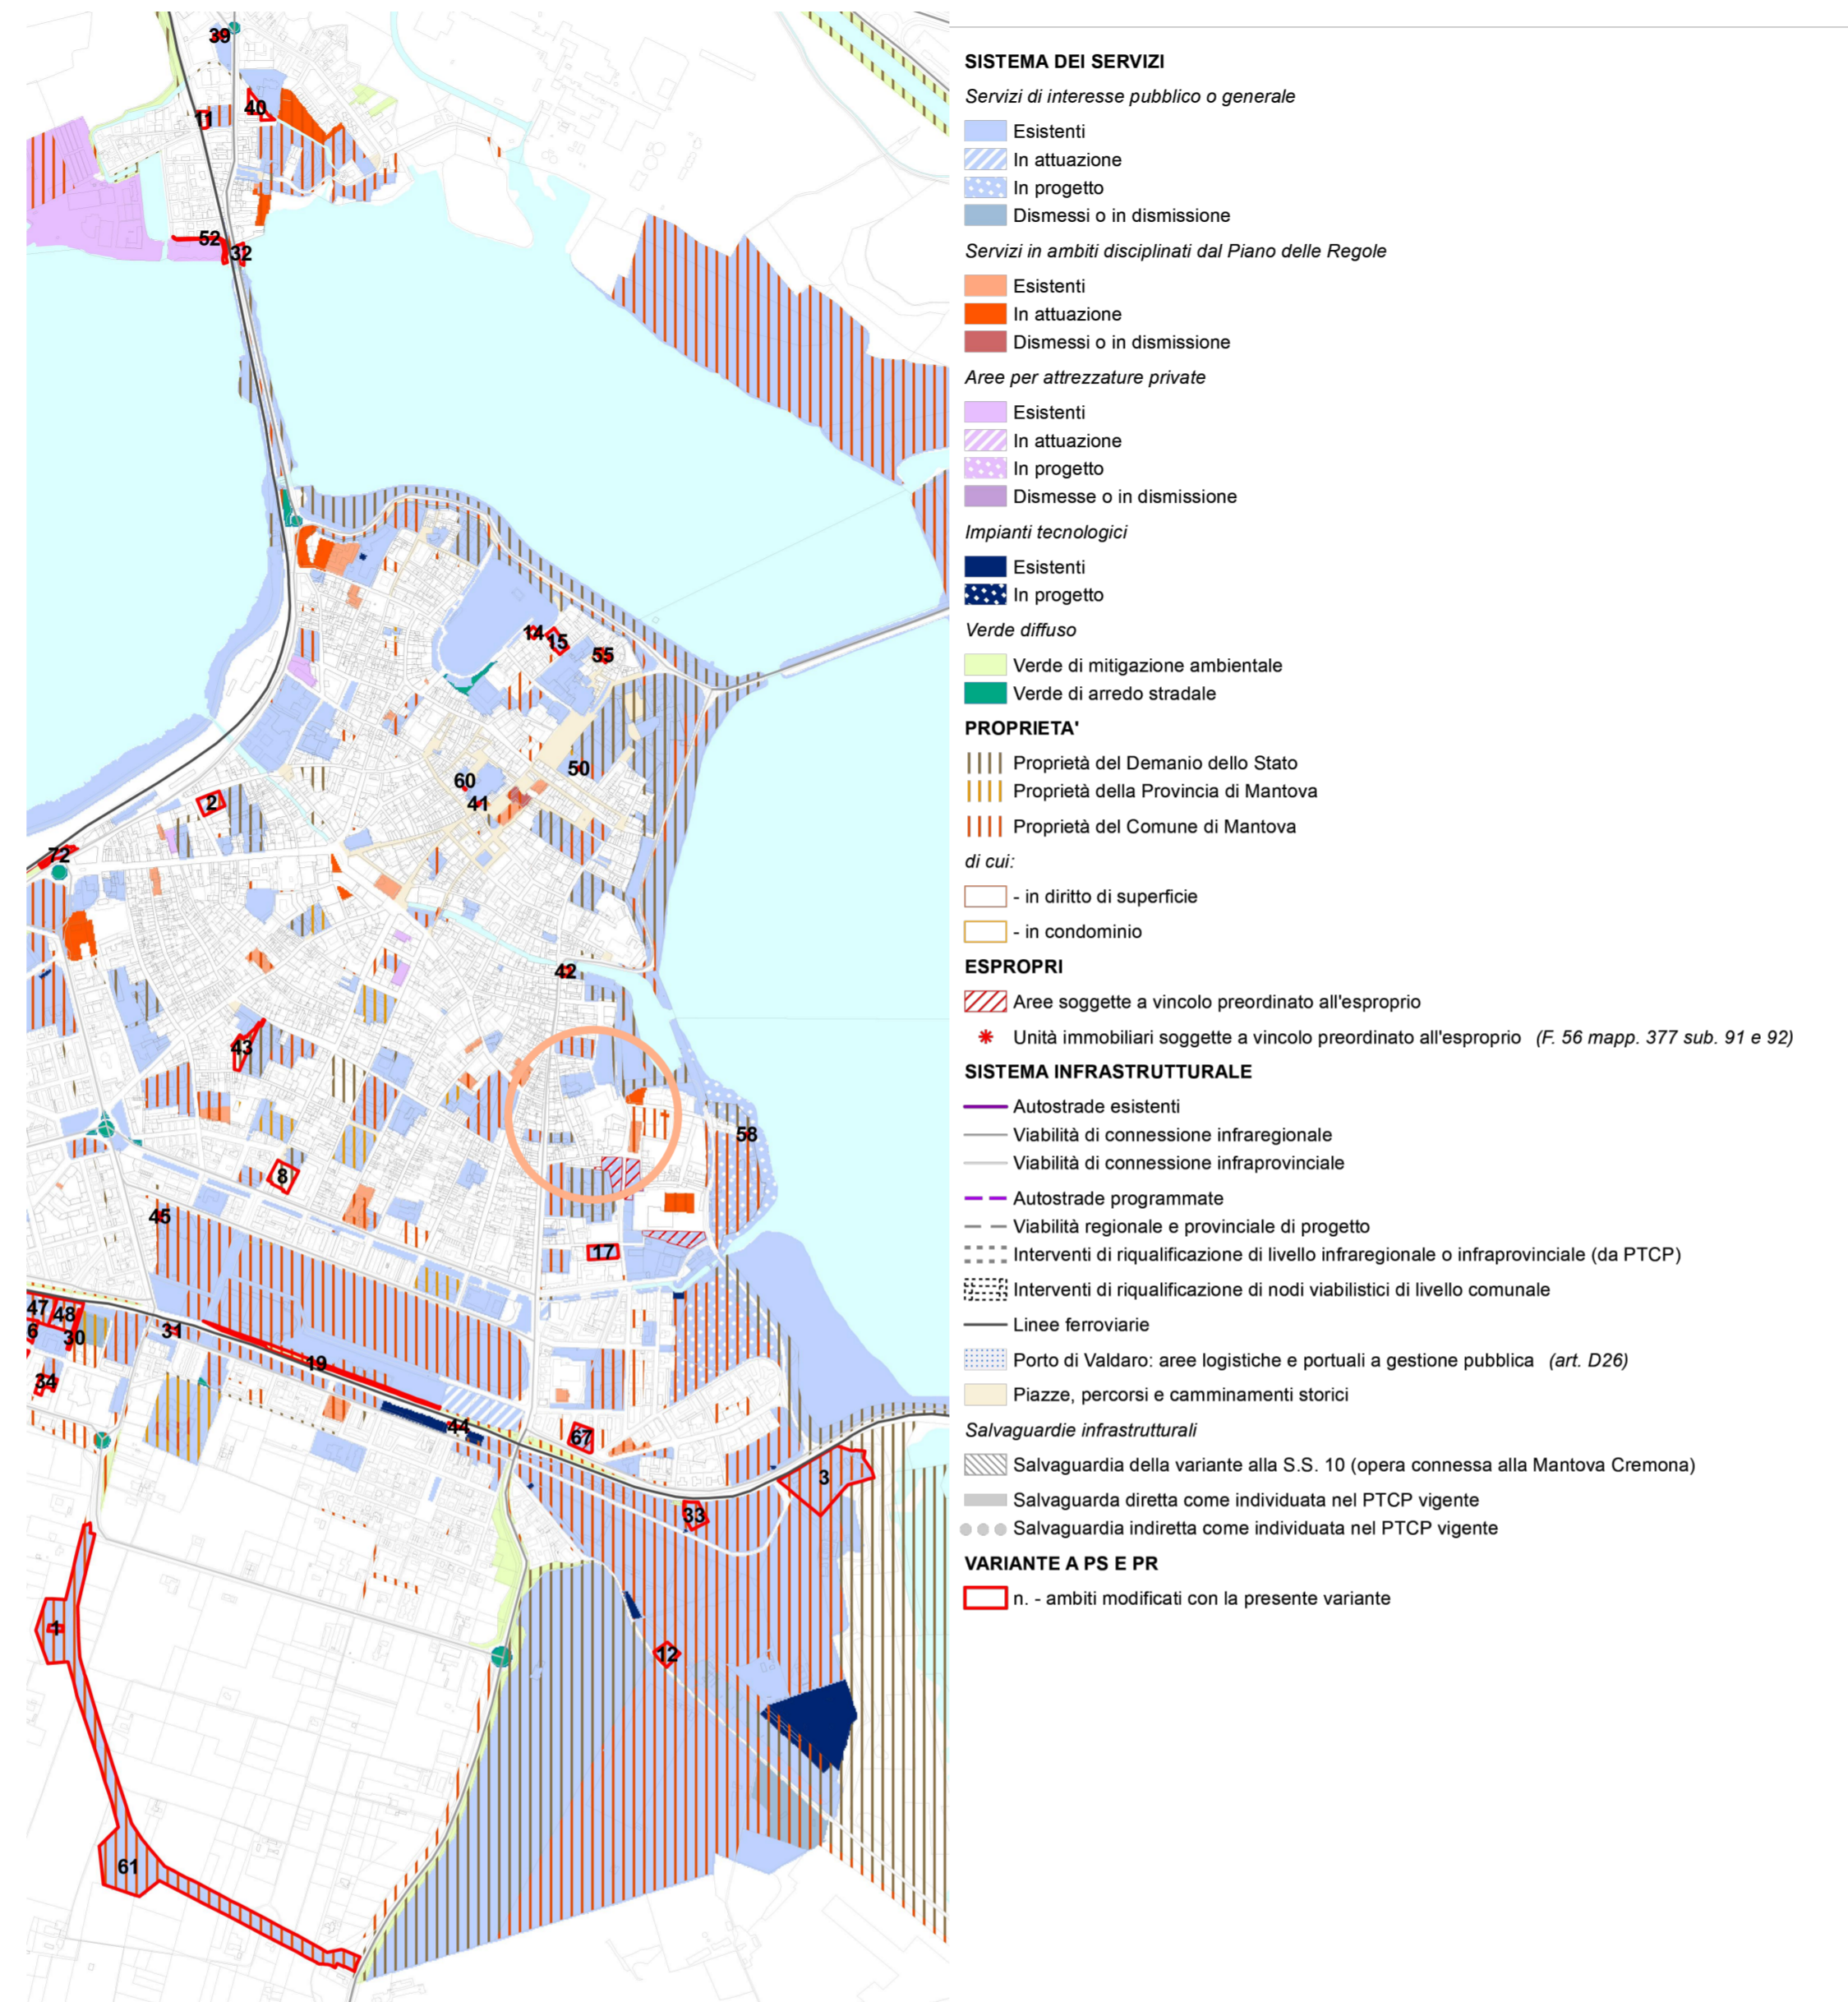 39
40
11
52
32
14
15
55
50
60
41
2
72
42
43
58
8
45
17
47
48
6
30
31
19
34
44
67
3
33
1
12
61
SISTEMA DEI SERVIZI
Servizi di interesse pubblico o generale
Esistenti
In attuazione
In progetto
Dismessi o in dismissione
Servizi in ambiti disciplinati dal Piano delle Regole
Esistenti
In attuazione
Dismessi o in dismissione
Aree per attrezzature private
Esistenti
In attuazione
In progetto
Dismesse o in dismissione
Impianti tecnologici
Esistenti
In progetto
Verde diffuso
Verde di mitigazione ambientale
Verde di arredo stradale
PROPRIETA'
Proprietà del Demanio dello Stato
Proprietà della Provincia di Mantova
Proprietà del Comune di Mantova
di cui:
- in diritto di superficie
- in condominio
ESPROPRI
Aree soggette a vincolo preordinato all'esproprio
Unità immobiliari soggette a vincolo preordinato all'esproprio (F. 56 mapp. 377 sub. 91 e 92)
SISTEMA INFRASTRUTTURALE
Autostrade esistenti
Viabilità di connessione infraregionale
Viabilità di connessione infraprovinciale
Autostrade programmate
Viabilità regionale e provinciale di progetto
Interventi di riqualificazione di livello infraregionale o infraprovinciale (da PTCP)
Interventi di riqualificazione di nodi viabilistici di livello comunale
Linee ferroviarie
Porto di Valdaro: aree logistiche e portuali a gestione pubblica (art. D26)
Piazze, percorsi e camminamenti storici
Salvaguardie infrastrutturali
Salvaguardia della variante alla S.S. 10 (opera connessa alla Mantova Cremona)
Salvaguarda diretta come individuata nel PTCP vigente
Salvaguardia indiretta come individuata nel PTCP vigente
VARIANTE A PS E PR
n. - ambiti modificati con la presente variante